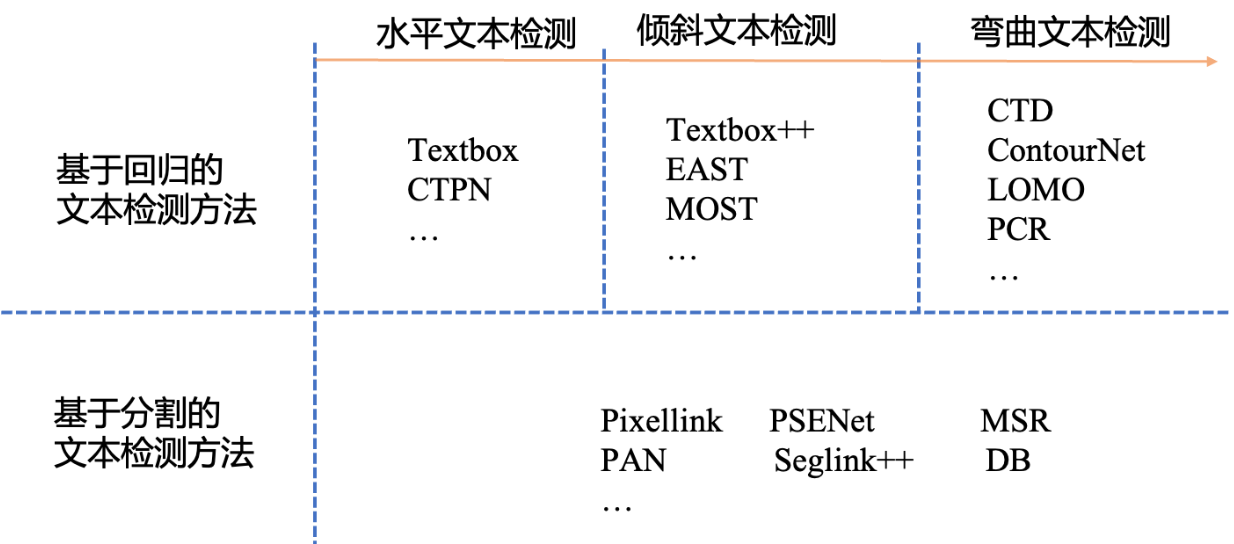 水平文本检测 倾斜文本检测 弯曲文本检测
基于回归的
文本检测方法
Textbox
CTPN
…
Textbox++
EAST
MOST
…
CTD
ContourNet
LOMO
PCR
…
基于分割的
文本检测方法
Pixellink PSENet MSR
PAN Seglink++ DB
…